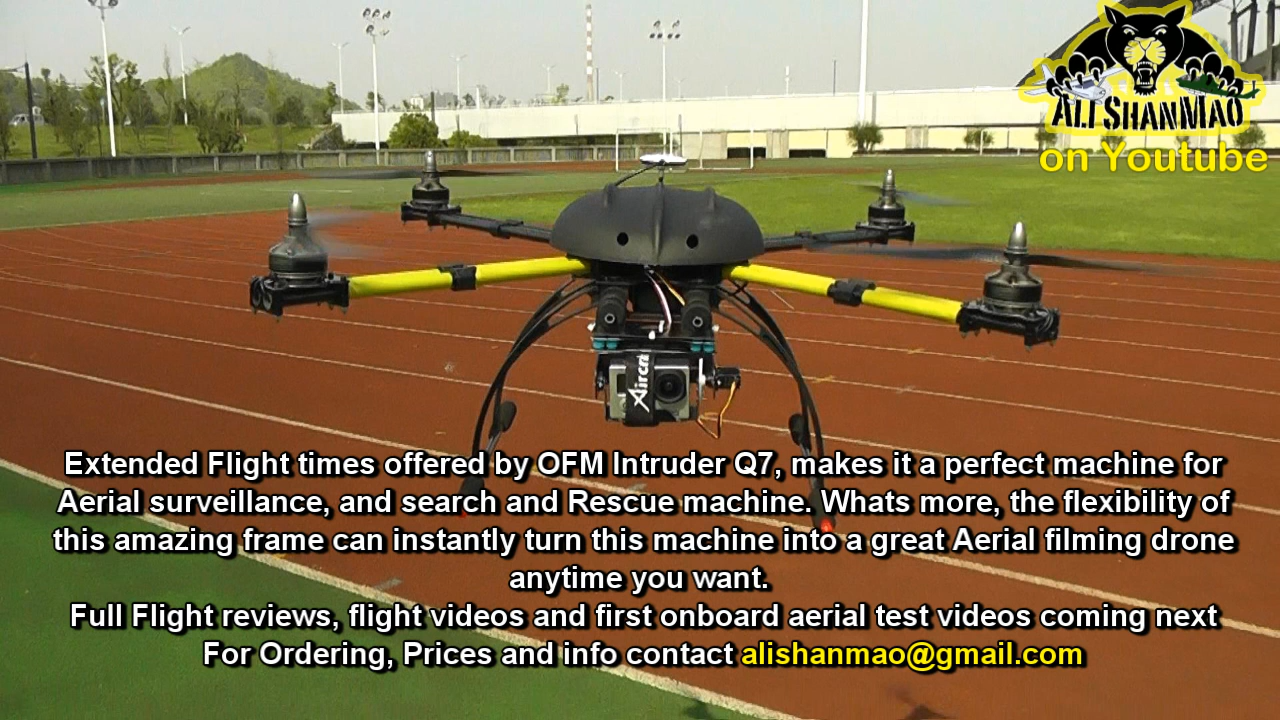 ALI SHANMAO
on Youtube
Aircra
Extended Flight times offered by OFM Intruder Q7, makes it a perfect machine for
Aerial surveillance, and search and Rescue machine. Whats more, the flexibility of
this amazing frame can instantly turn this machine into a great Aerial filming drone
anytime you want.
Full Flight reviews, flight videos and first onboard aerial test videos coming next
For Ordering, Prices and info contact alishanmao@gmail.com